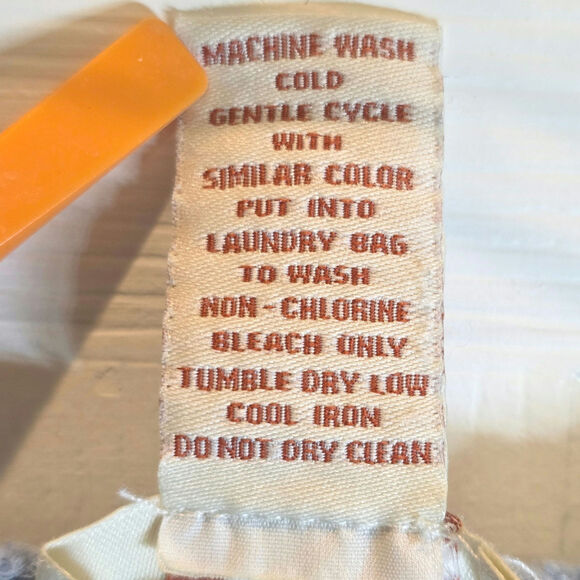 MACHINE WASH
COLD
GENTLE CYCLE
WITH
SIMILAR COLOR
PUT INTO
LAUNDRY BAG
TO WASH
NON-CHLORINE
BLEACH ONLY
TUMBLE DRY LOW
COOL IRON
DO NOT DRY CLEAN